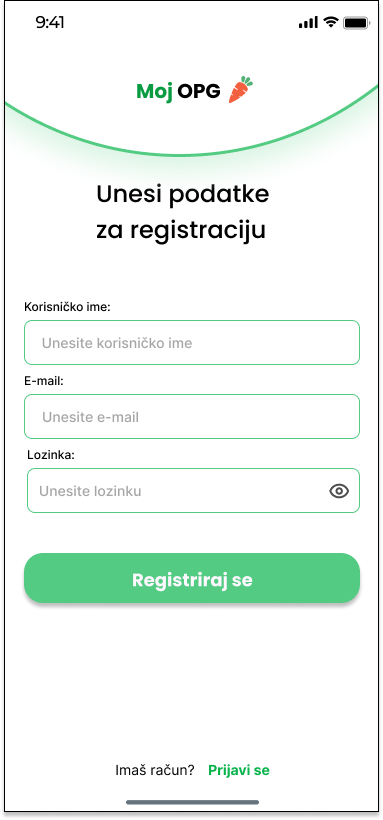 9:41
Moj OPG
Unesi podatke
za registraciju
Korisničko ime:
Unesite korisničko ime
E-mail:
Unesite e-mail
Lozinka:
Unesite lozinku
Registriraj se
Imaš račun? Prijavi se